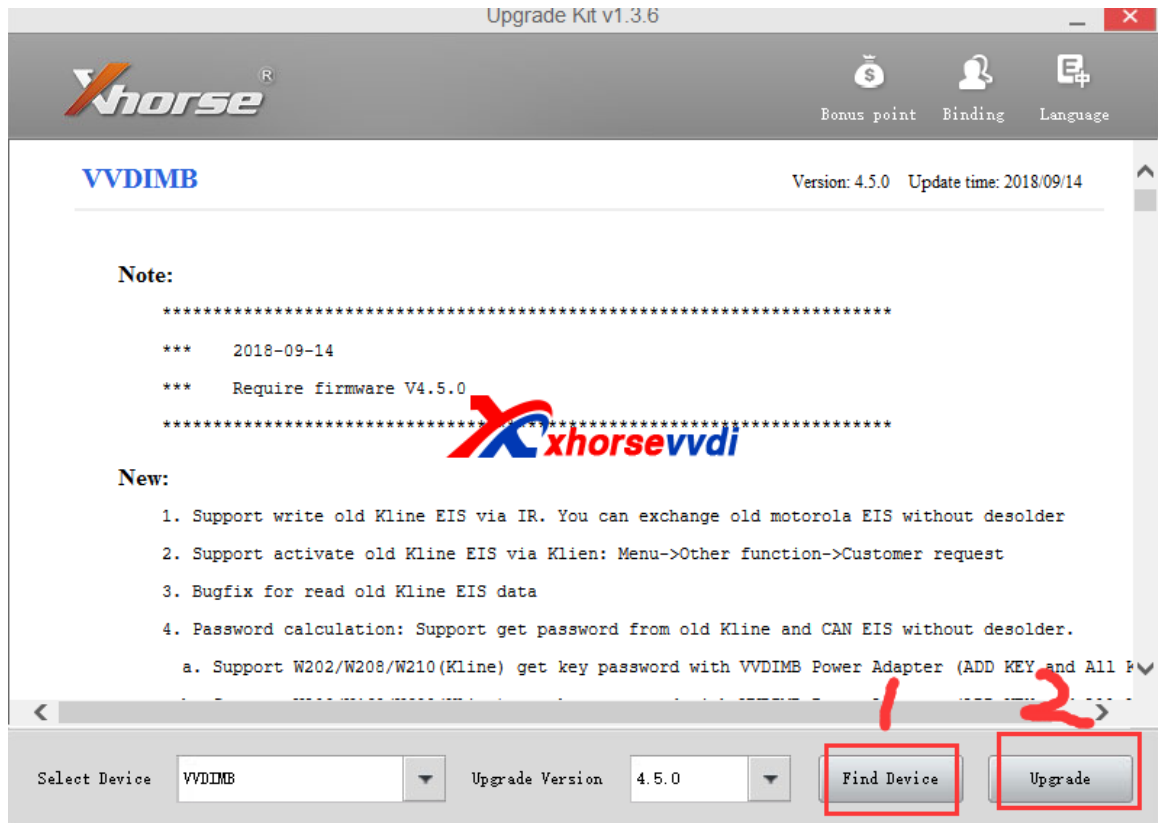 Upgrade Kit v1.3.6
Xhorse ®
Bonus point Binding Language
VVDIMB
Version: 4.5.0 Update time: 2018/09/14
Note:
************************************************************************
*** 2018-09-14
*** Require firmware V4.5.0
************************************************************************
xhorsevvdi
New:
1. Support write old Kline EIS via IR. You can exchange old motorola EIS without desolder
2. Support activate old Kline EIS via Klien: Menu->Other function->Customer request
3. Bugfix for read old Kline EIS data
4. Password calculation: Support get password from old Kline and CAN EIS without desolder.
a. Support W202/W208/W210(Kline) get key password with VVDIMB Power Adapter (ADD KEY and All
1 2
Select Device VVDIMB Upgrade Version 4.5.0 Find Device Upgrade